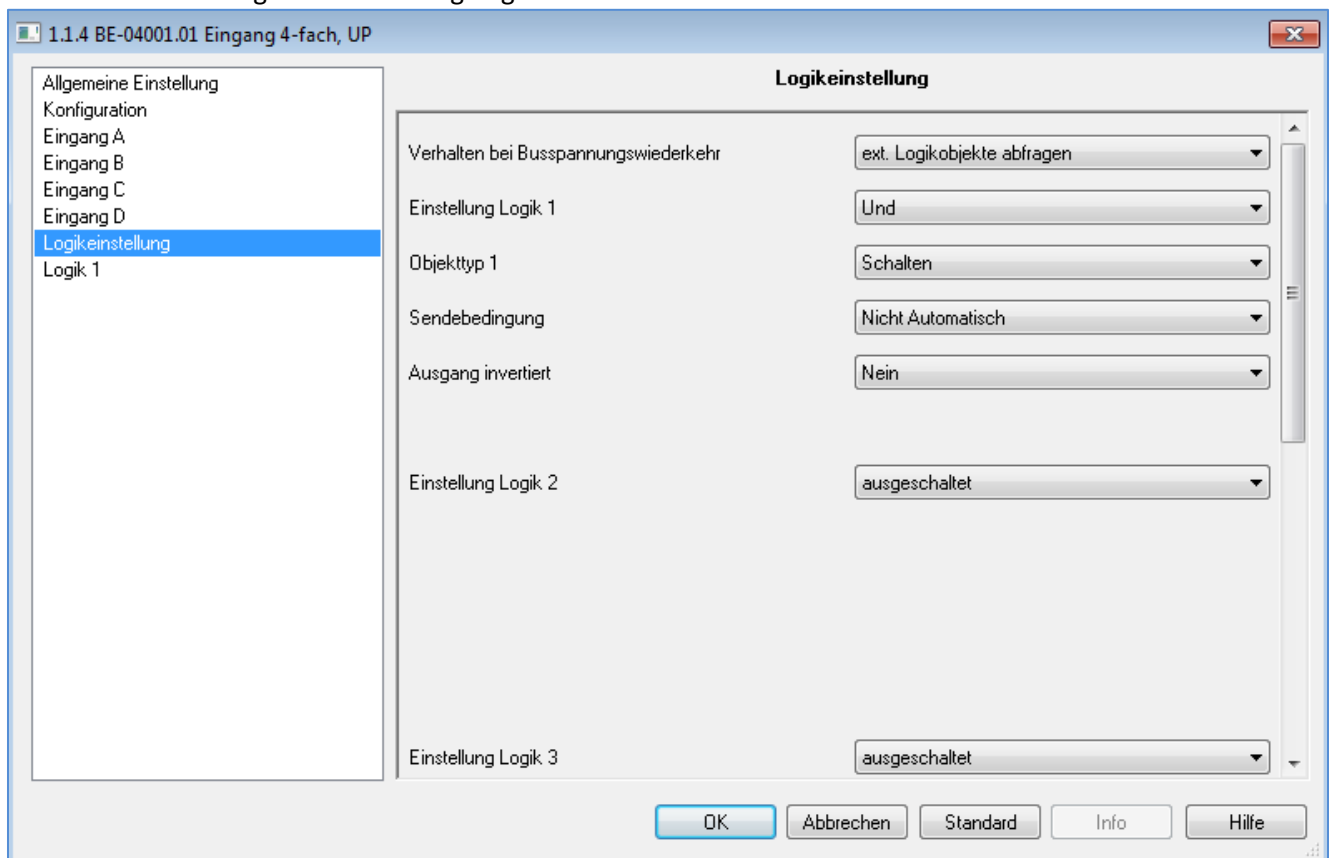 1.1.4 BE-04001.01 Eingang 4-fach, UP
Allgemeine Einstellung
Konfiguration
Eingang A
Eingang B
Eingang C
Eingang D
Logikeinstellung
Logik 1
Logikeinstellung
Verhalten bei Busspannungswiederkehr ext. Logikobjekte abfragen
Einstellung Logik 1 Und
Objekttyp 1 Schalten
Sendebedingung Nicht Automatisch
Ausgang invertiert Nein
Einstellung Logik 2 ausgeschaltet
Einstellung Logik 3 ausgeschaltet
OK Abbrechen Standard Info Hilfe